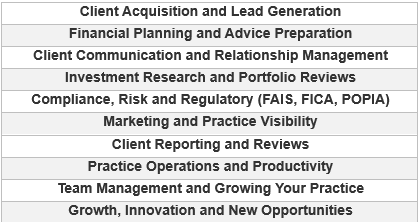 Client Acquisition and Lead Generation
Financial Planning and Advice Preparation
Client Communication and Relationship Management
Investment Research and Portfolio Reviews
Compliance, Risk and Regulatory (FAIS, FICA, POPIA)
Marketing and Practice Visibility
Client Reporting and Reviews
Practice Operations and Productivity
Team Management and Growing Your Practice
Growth, Innovation and New Opportunities